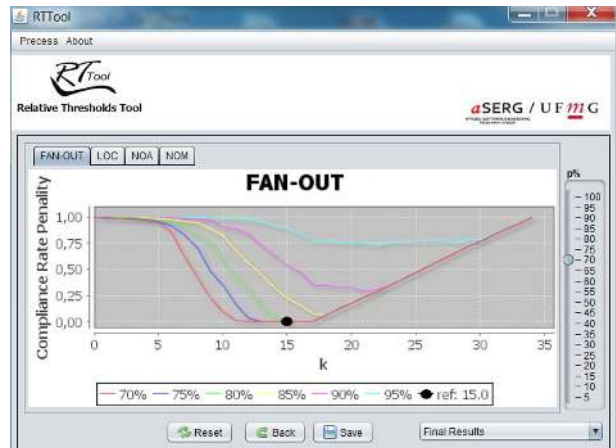 RTTool
Precess About
RTTool
Relative Thresholds Tool
aSERG / UFmG
FAN-OUT LOC NOA NOM
FAN-OUT
Compliance Rate Penality
1,00
0,75
0,50
0,25
0,00
0 5 10 15 20 25 30 35
k
70% 75% 80% 85% 90% 95% ref: 15.0
p%
100
95
90
85
80
75
70
65
60
55
50
45
40
35
30
25
20
15
10
5
Reset Back Save Final Results